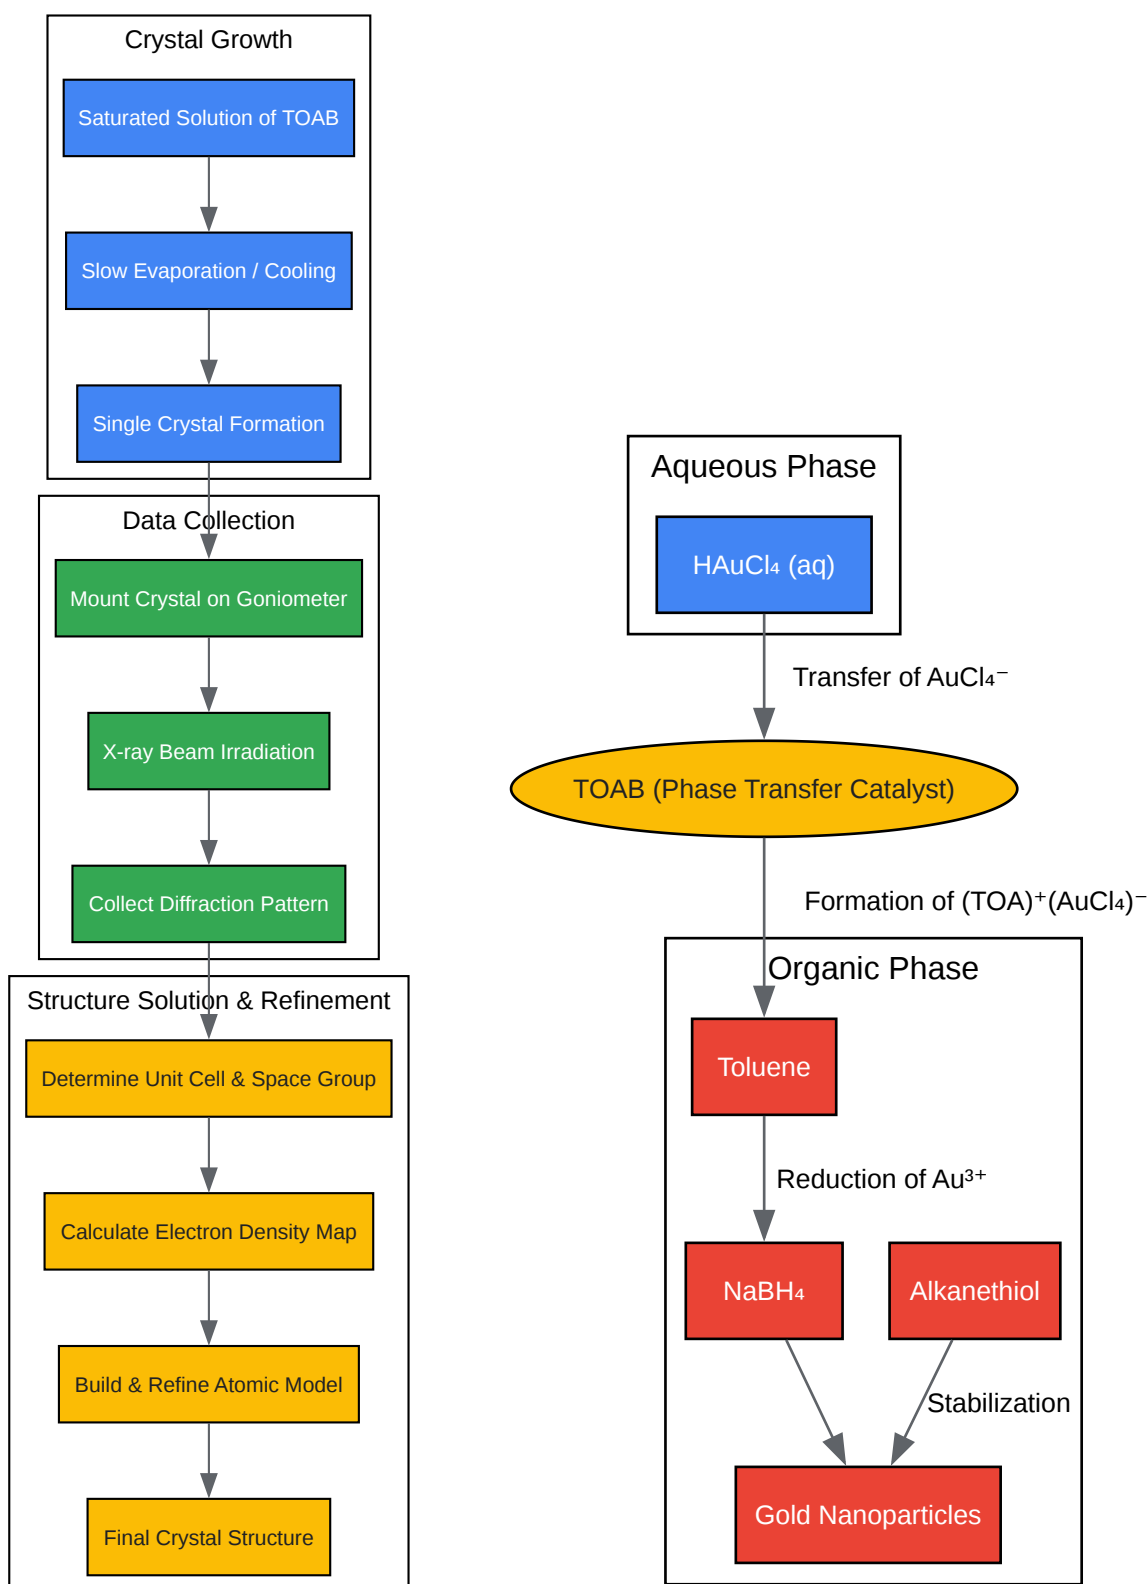 Crystal Growth
Saturated Solution of TOAB
Slow Evaporation / Cooling
Single Crystal Formation
Data Collection
Mount Crystal on Goniometer
X-ray Beam Irradiation
Collect Diffraction Pattern
Structure Solution & Refinement
Determine Unit Cell & Space Group
Calculate Electron Density Map
Build & Refine Atomic Model
Final Crystal Structure
Aqueous Phase
HAuCl₄ (aq)
Transfer of AuCl₄⁻
TOAB (Phase Transfer Catalyst)
Formation of (TOA)⁺(AuCl₄)⁻
Organic Phase
Toluene
Reduction of Au³⁺
NaBH₄
Alkanethiol
Stabilization
Gold Nanoparticles